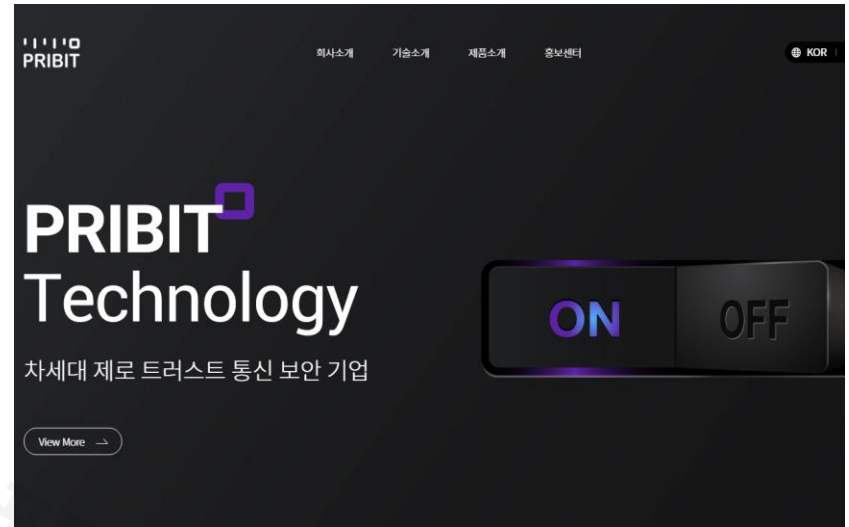 PRIBIT
회사소개 기술소개 제품소개 홍보센터
KOR
PRIBIT
Technology
차세대 제로 트러스트 통신 보안 기업
View More
ON OFF